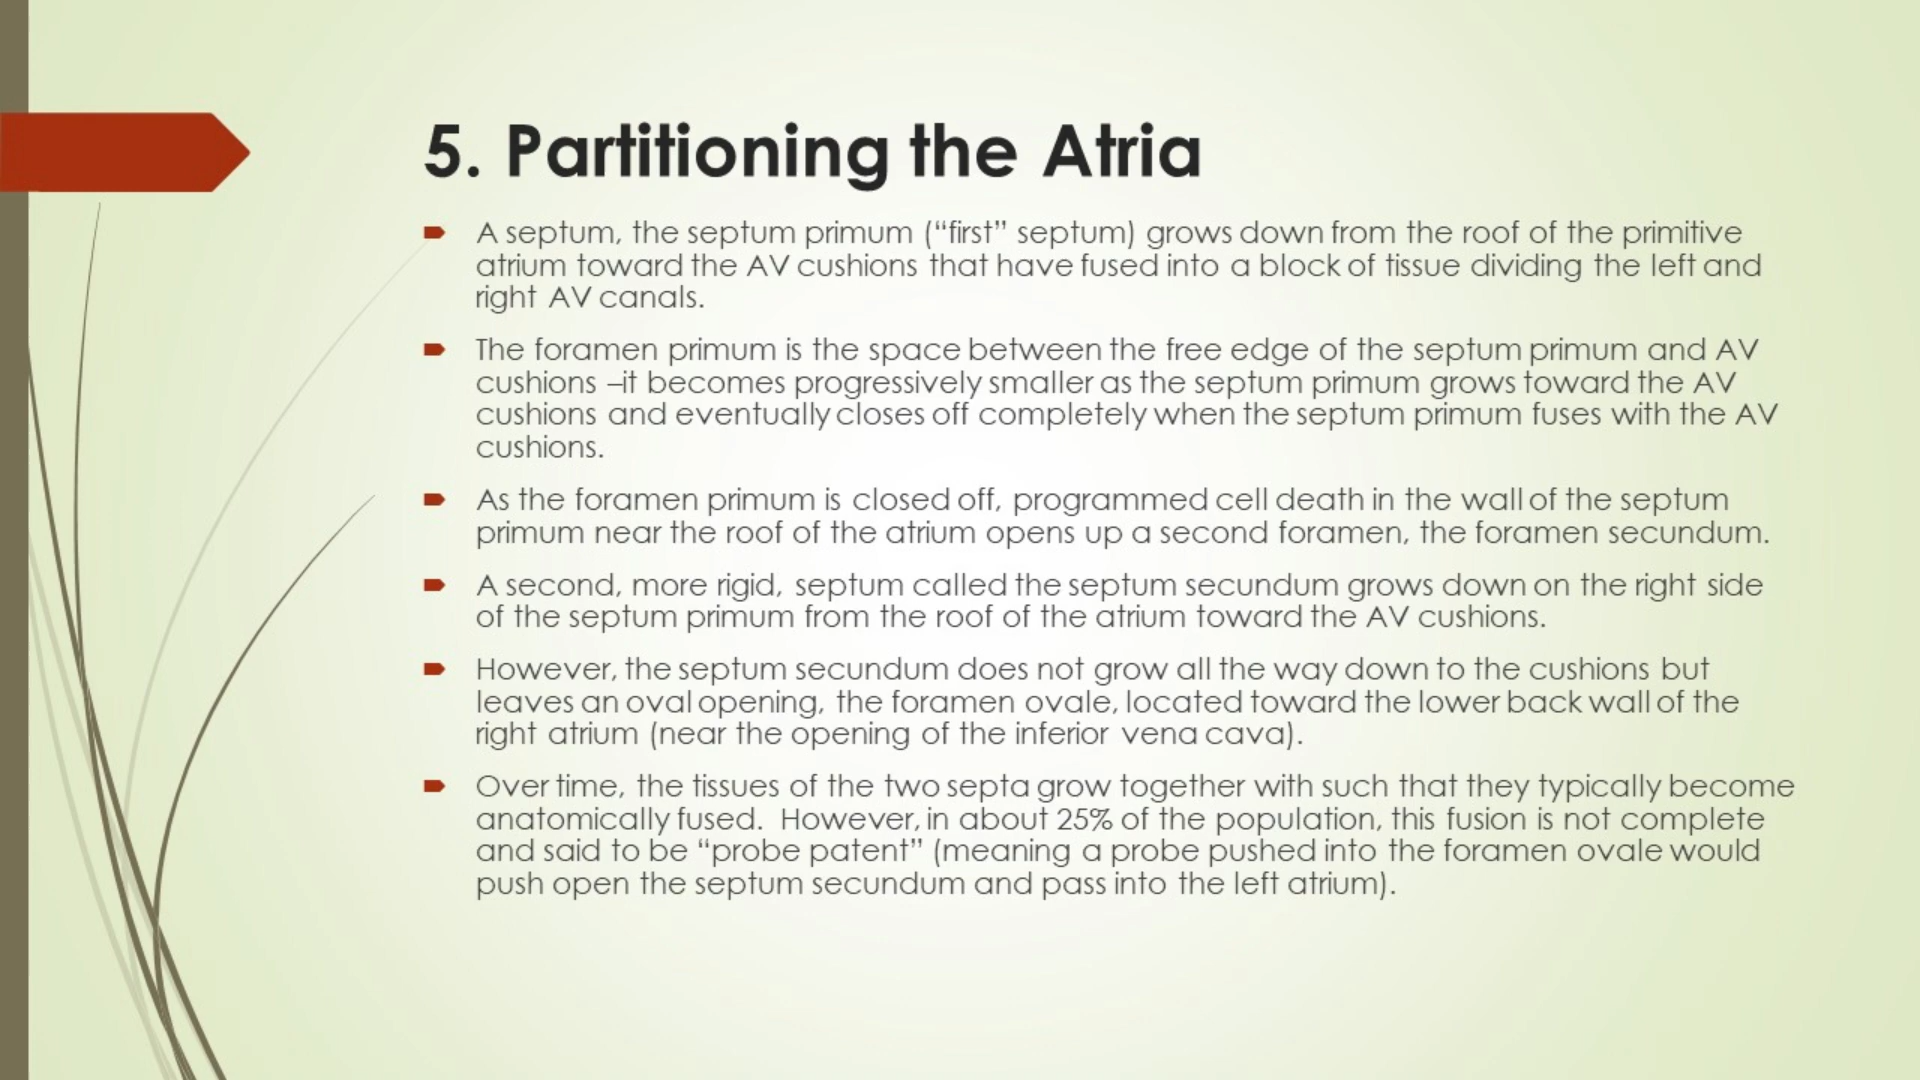 5. Partitioning the Atria
A septum, the septum primum (“first” septum) grows down from the roof of the primitive
atrium toward the AV cushions that have fused into a block of tissue dividing the left and
right AV canals.
The foramen primum is the space between the free edge of the septum primum and AV
cushions –it becomes progressively smaller as the septum primum grows toward the AV
cushions and eventually closes off completely when the septum primum fuses with the AV
cushions.
As the foramen primum is closed off, programmed cell death in the wall of the septum
primum near the roof of the atrium opens up a second foramen, the foramen secundum.
A second, more rigid, septum called the septum secundum grows down on the right side
of the septum primum from the roof of the atrium toward the AV cushions.
However, the septum secundum does not grow all the way down to the cushions but
leaves an oval opening, the foramen ovale, located toward the lower back wall of the
right atrium (near the opening of the inferior vena cava).
Over time, the tissues of the two septa grow together with such that they typically become
anatomically fused. However, in about 25% of the population, this fusion is not complete
and said to be “probe patent” (meaning a probe pushed into the foramen ovale would
push open the septum secundum and pass into the left atrium).